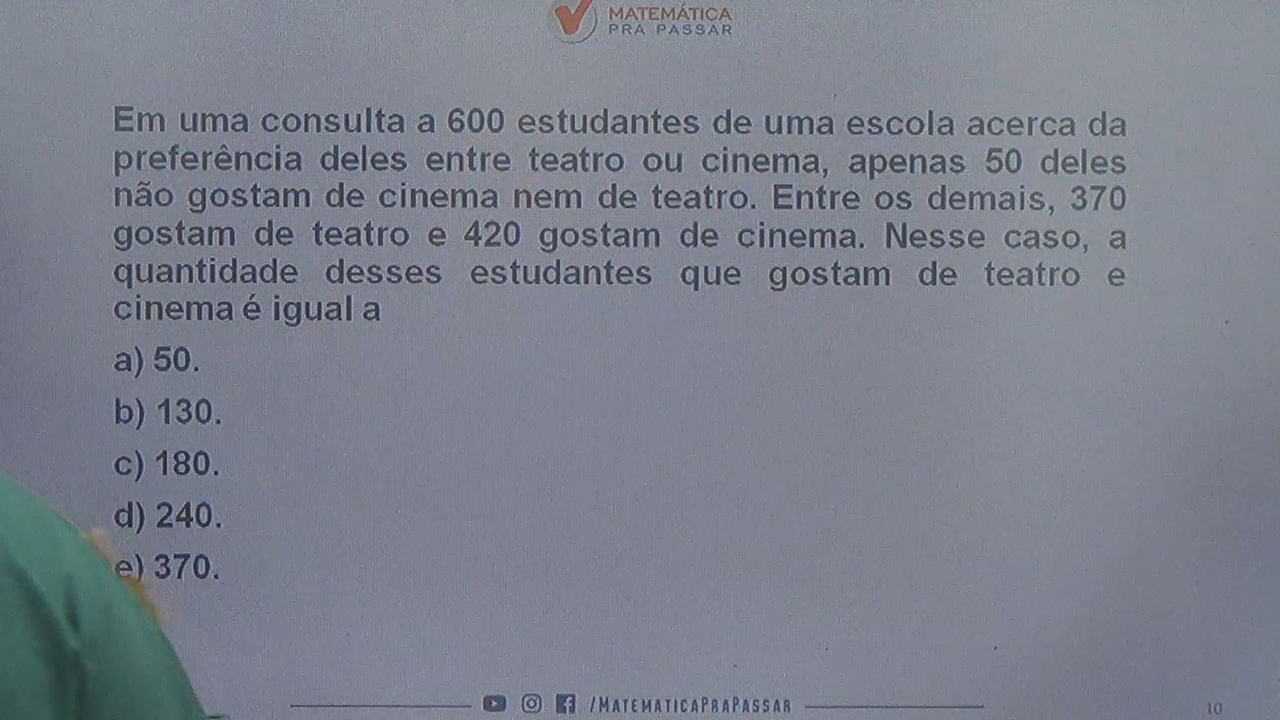 MATEMÁTICA
PRA PASSAR
Em uma consulta a 600 estudantes de uma escola acerca da
preferência deles entre teatro ou cinema, apenas 50 deles
não gostam de cinema nem de teatro. Entre os demais, 370
gostam de teatro e 420 gostam de cinema. Nesse caso, a
quantidade desses estudantes que gostam de teatro e
cinema é igual a
a) 50.
b) 130.
c) 180.
d) 240.
e) 370.
/MATEMATICAPRAPASSAR
10